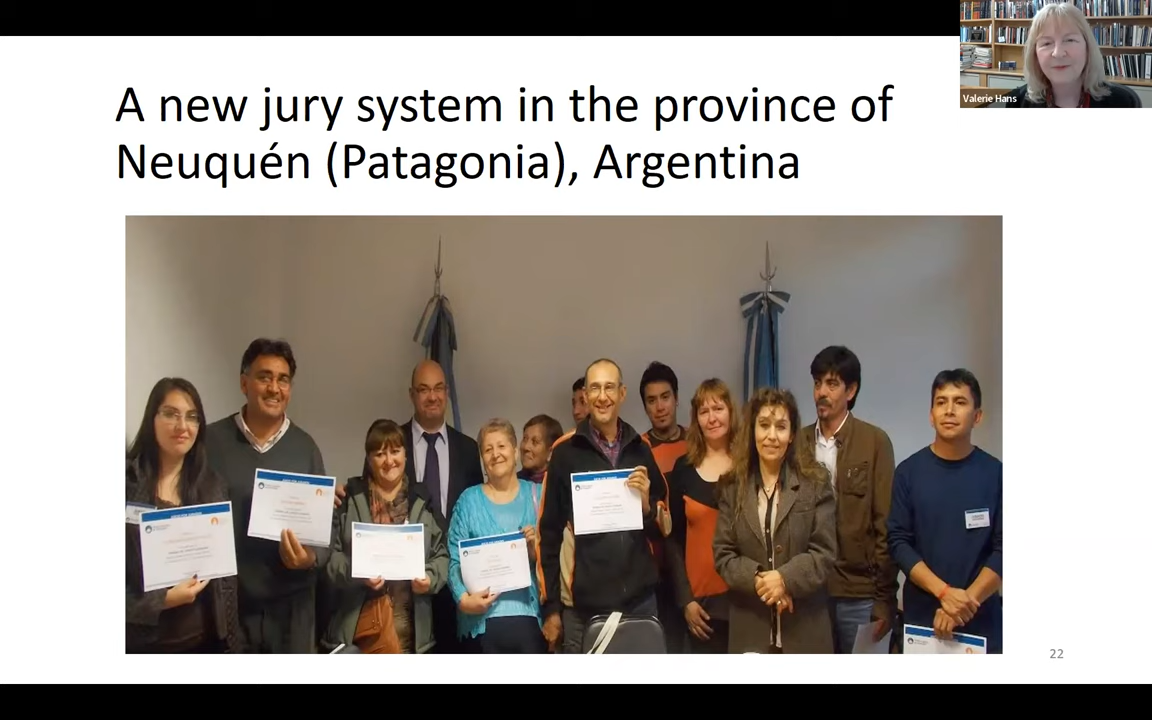 A new jury system in the province of
Neuquén (Patagonia), Argentina
Valerie Hans
22